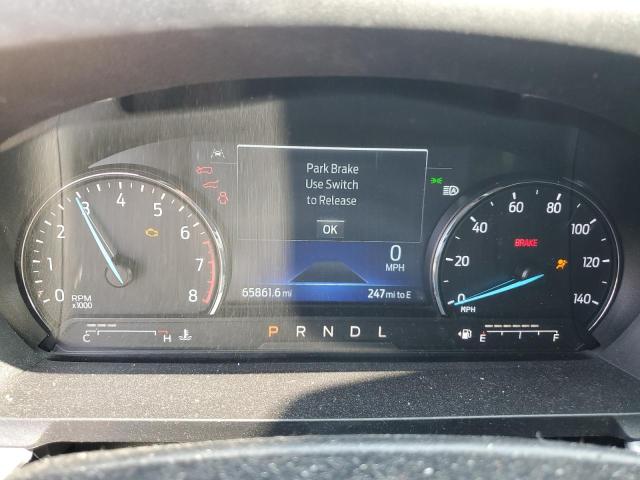 Park Brake
Use Switch
to Release
OK
0
MPH
65861.6 mi
247 mi to E
0 1 2 3 4 5 6 7 8
RPM
x1000
0 20 40 60 80 100 120 140
BRAKE
MPH
C H
P R N D L
E F